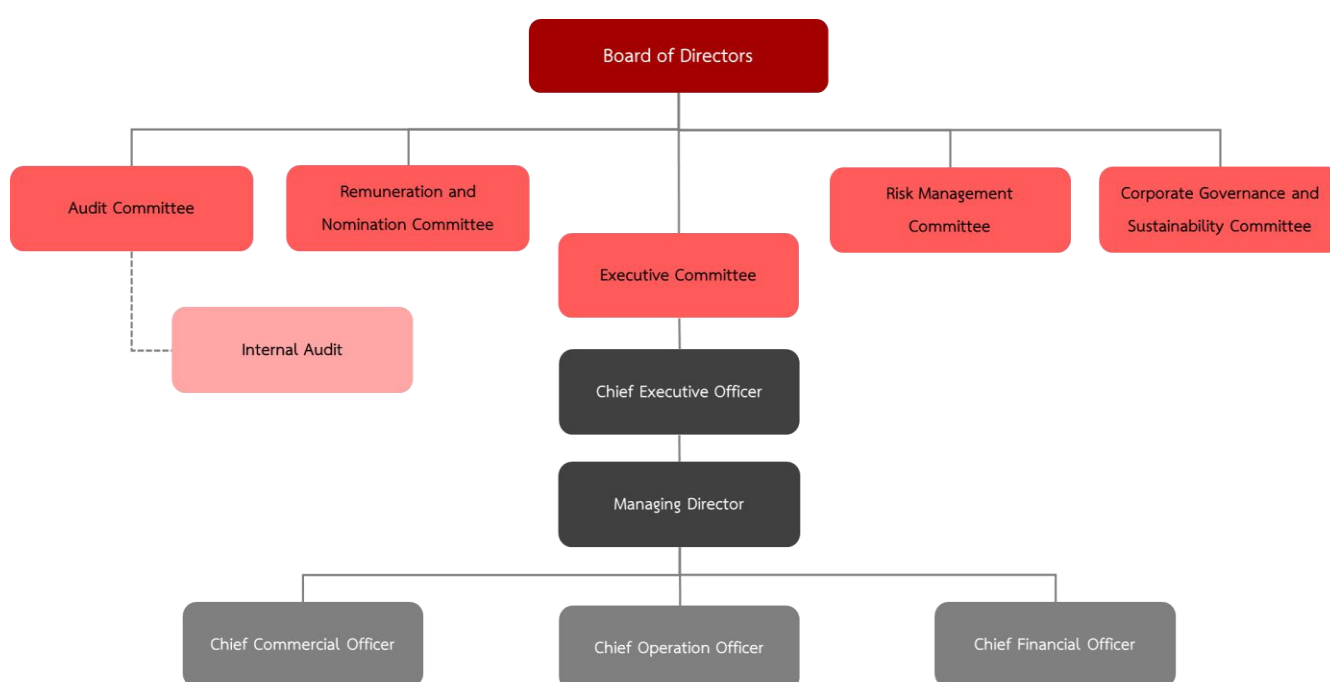 Board of Directors
Audit Committee
Remuneration and
Nomination Committee
Risk Management
Committee
Corporate Governance and
Sustainability Committee
Executive Committee
Internal Audit
Chief Executive Officer
Managing Director
Chief Commercial Officer
Chief Operation Officer
Chief Financial Officer